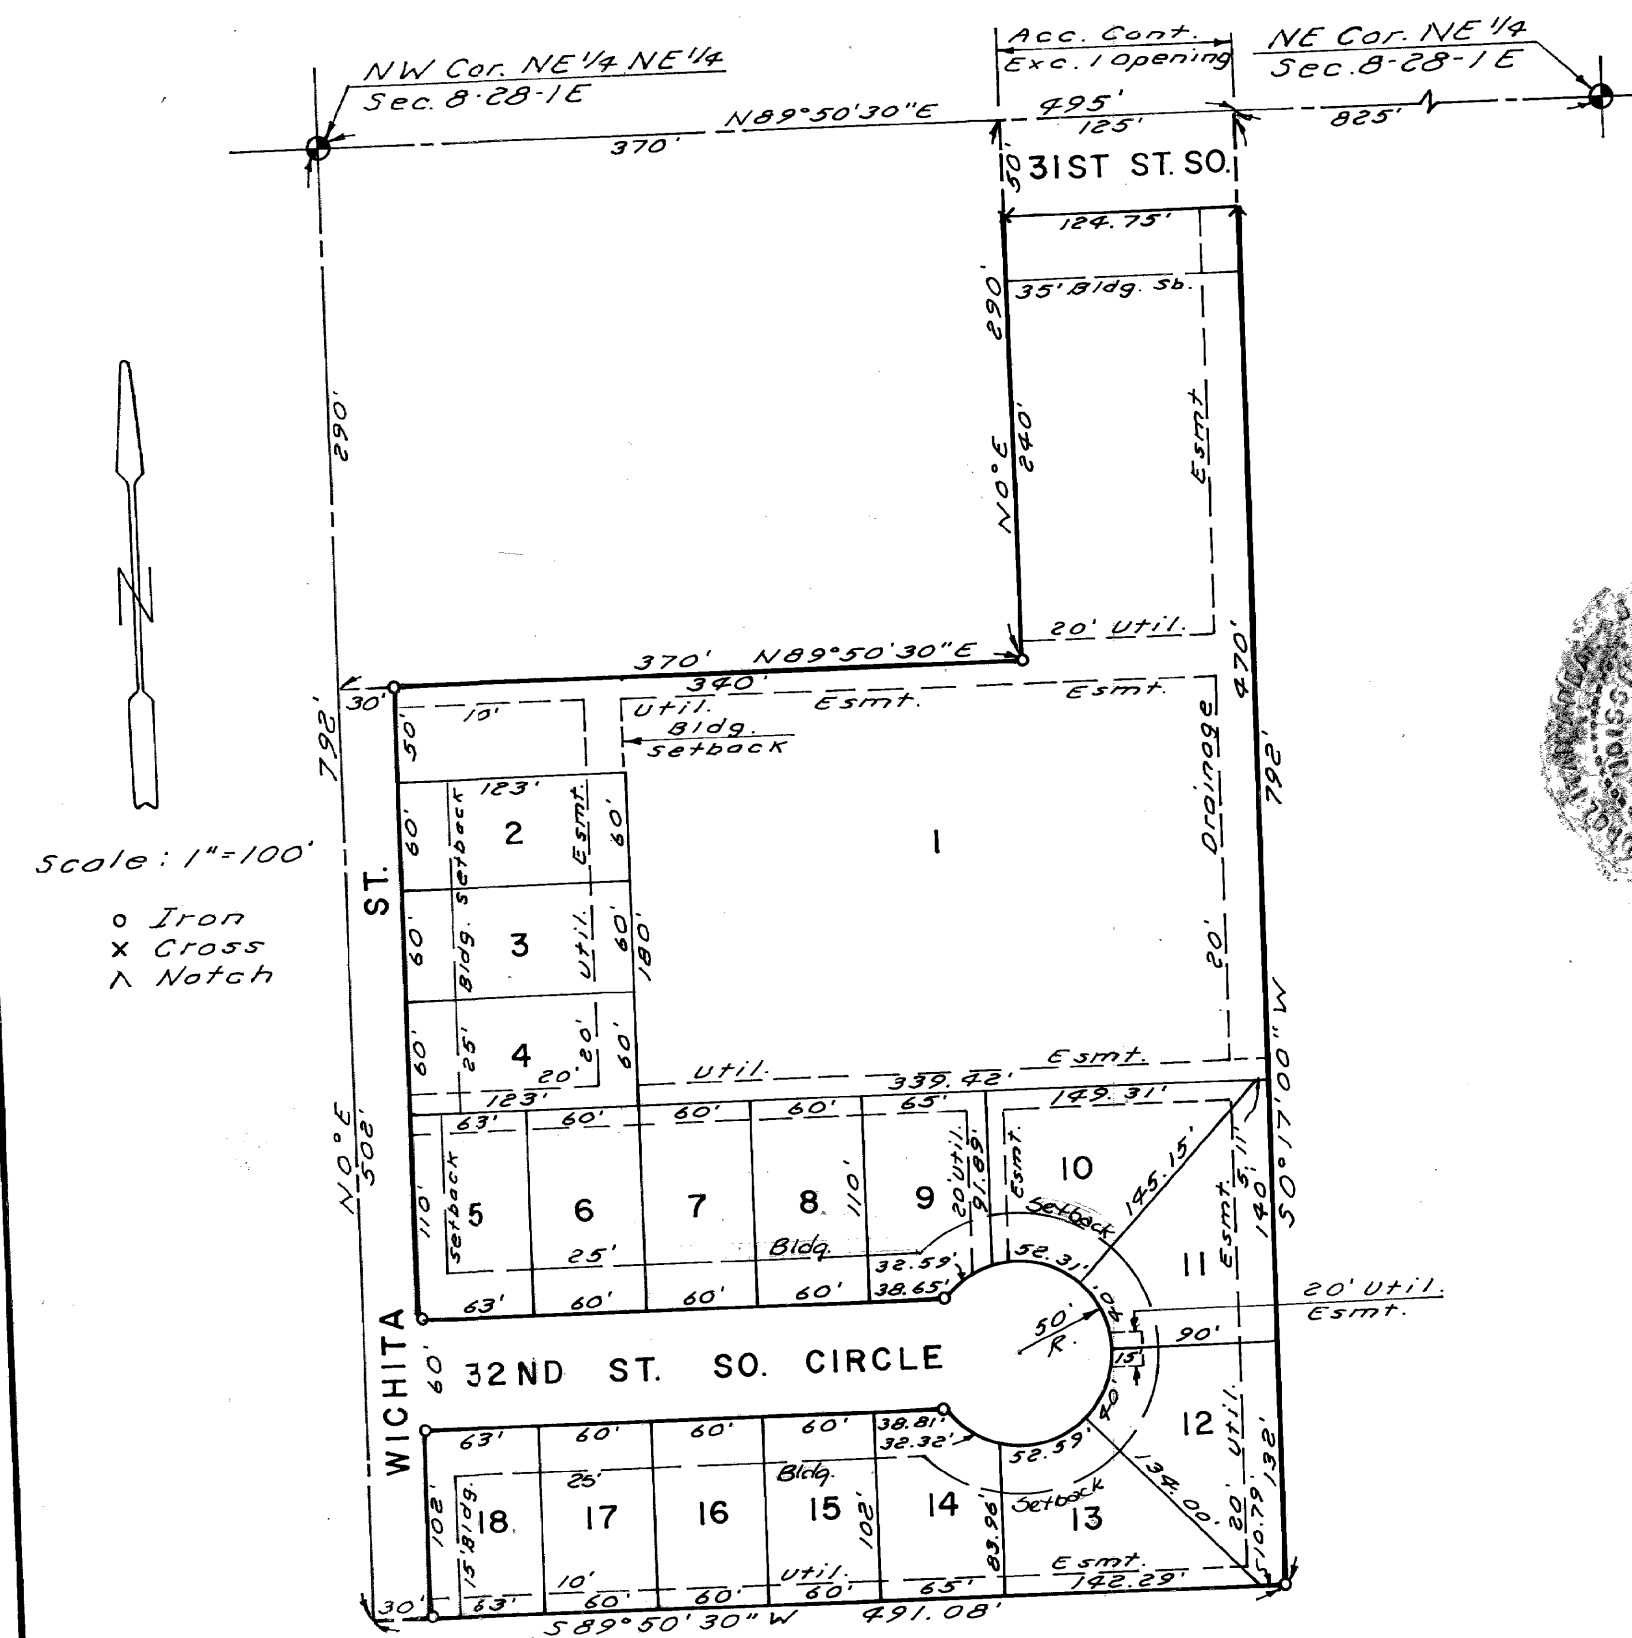 Acc. Cont.
Exc. 1 Opening
NE Cor. NE 1/4
Sec. 8-28-1E
NW Cor. NE 1/4 NE 1/4
Sec. 8-28-1E
N89°50'30"E
370'
495'
125'
825'
50'
31ST ST. SO.
124.75'
35' Bldg. Sb.
290'
290'
240'
N0°E
Esmt
20' Util.
470'
370' N89°50'30"E
340'
30'
10'
Util. Esmt. Esmt.
Bldg.
Setback
50'
792'
792'
Drainage
20'
123'
60'
2
60'
Bldg. Setback
Esmt.
1
Scale: 1"=100'
ST.
o Iron
x Cross
ʌ Notch
60'
3
60'
180'
Util.
60'
25'
4
20'
60'
20'
123'
Util. Esmt.
339.42'
S0°17'00"W
N0°E
502'
63'
60'
60'
60'
65'
149.31'
110'
Setback
5
6
7
8
110'
9
20' Util.
91.89'
Esmt.
10
145.15'
5.11'
Esmt.
140'
Setback
11
25'
Bldg.
32.59'
52.31'
40'
63'
60'
60'
60'
38.65'
20' Util.
Esmt.
WICHITA
60'
32ND ST. SO. CIRCLE
50'
R.
90'
15'
40'
63'
60'
60'
60'
38.81'
32.32'
52.59'
12
20' Util.
132'
25'
Bldg.
134.00'
Setback
102'
15' Bldg.
18
17
16
15
102'
14
83.96'
13
10.79'
10'
Util.
Esmt.
30'
63'
60'
60'
60'
65'
142.29'
S89°50'30"W 491.08'